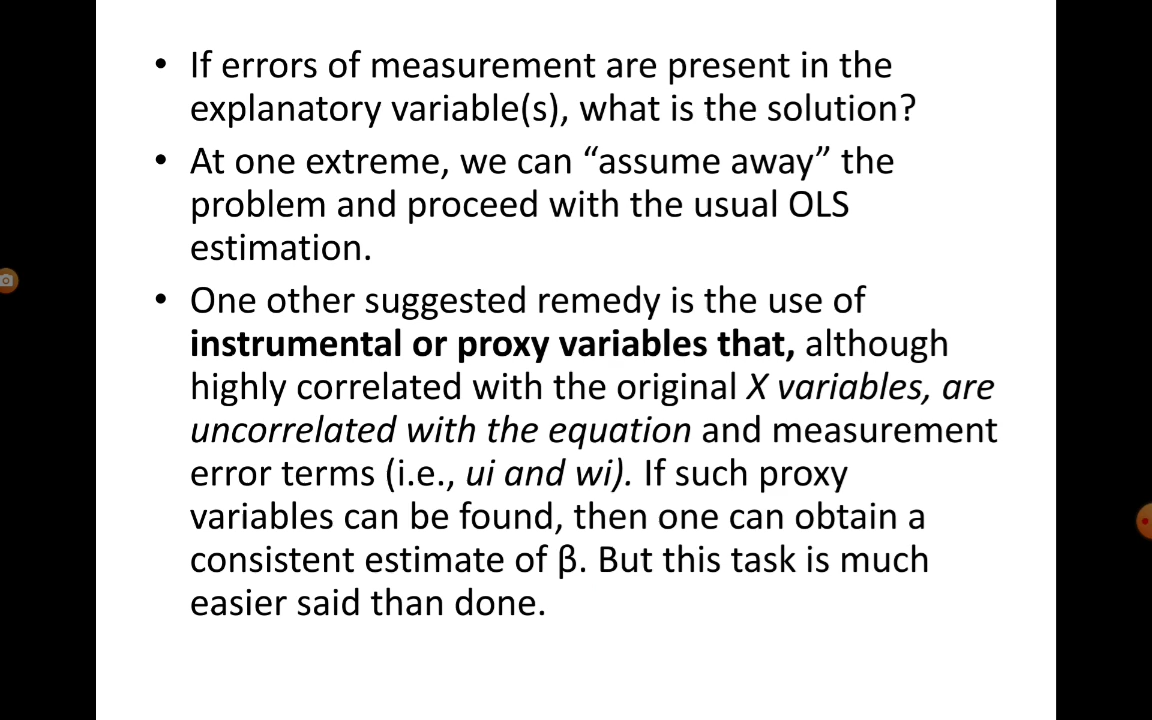 • If errors of measurement are present in the
explanatory variable(s), what is the solution?
• At one extreme, we can “assume away” the
problem and proceed with the usual OLS
estimation.
• One other suggested remedy is the use of
instrumental or proxy variables that, although
highly correlated with the original X variables, are
uncorrelated with the equation and measurement
error terms (i.e., ui and wi). If such proxy
variables can be found, then one can obtain a
consistent estimate of β. But this task is much
easier said than done.